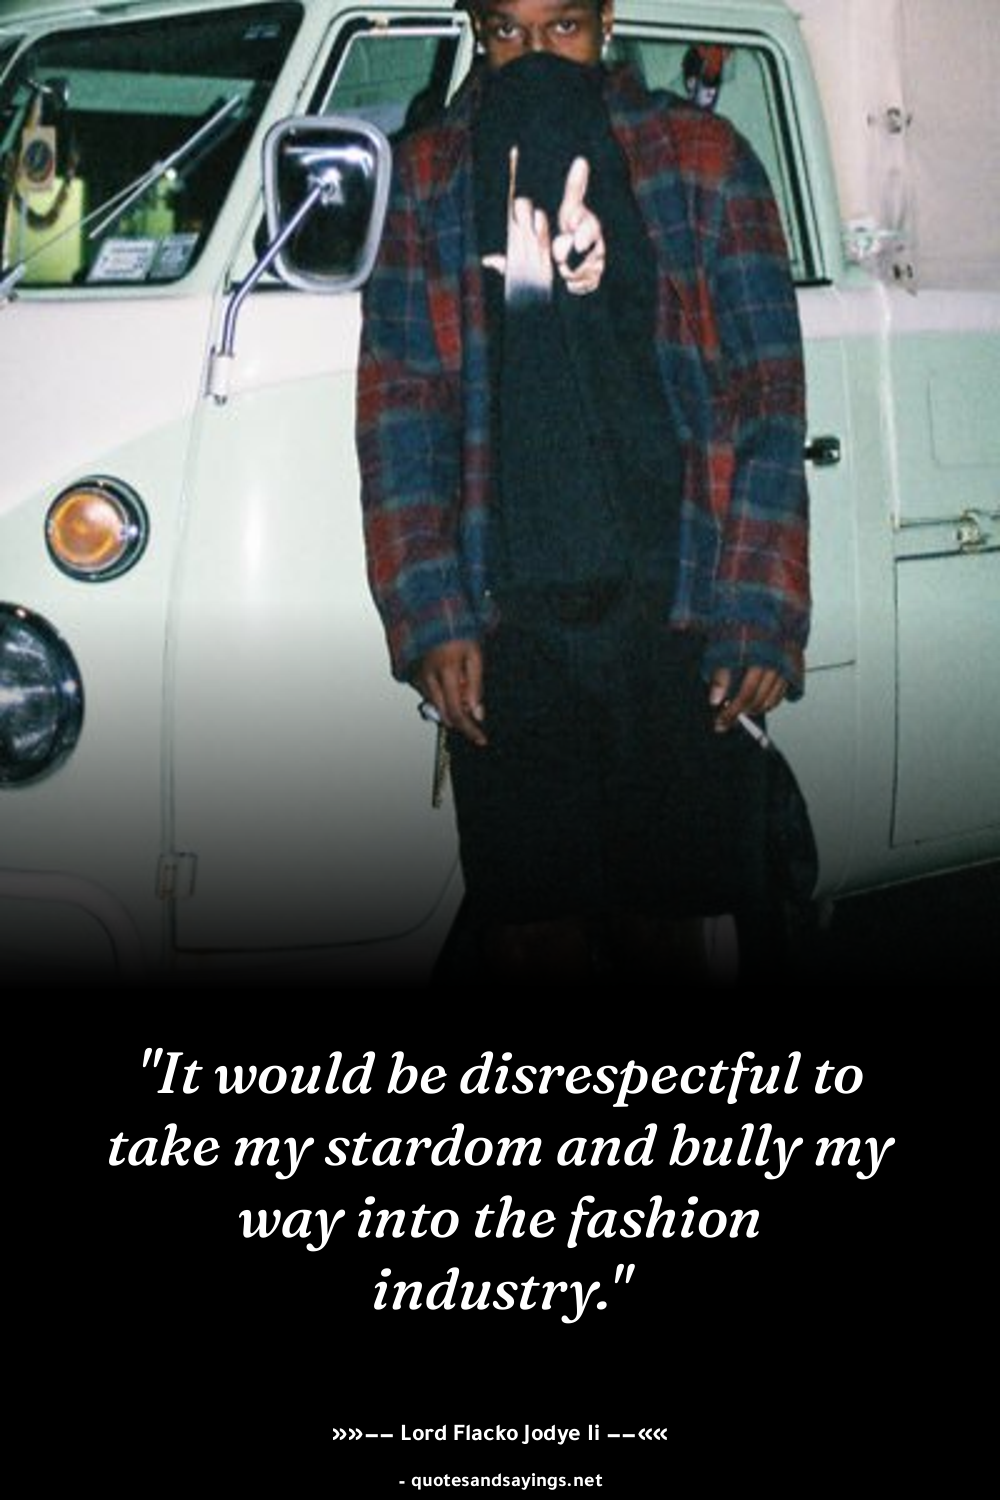 "It would be disrespectful to
take my stardom and bully my
way into the fashion
industry."
»»–– Lord Flacko Jodye Ii ––««
- quotesandsayings.net